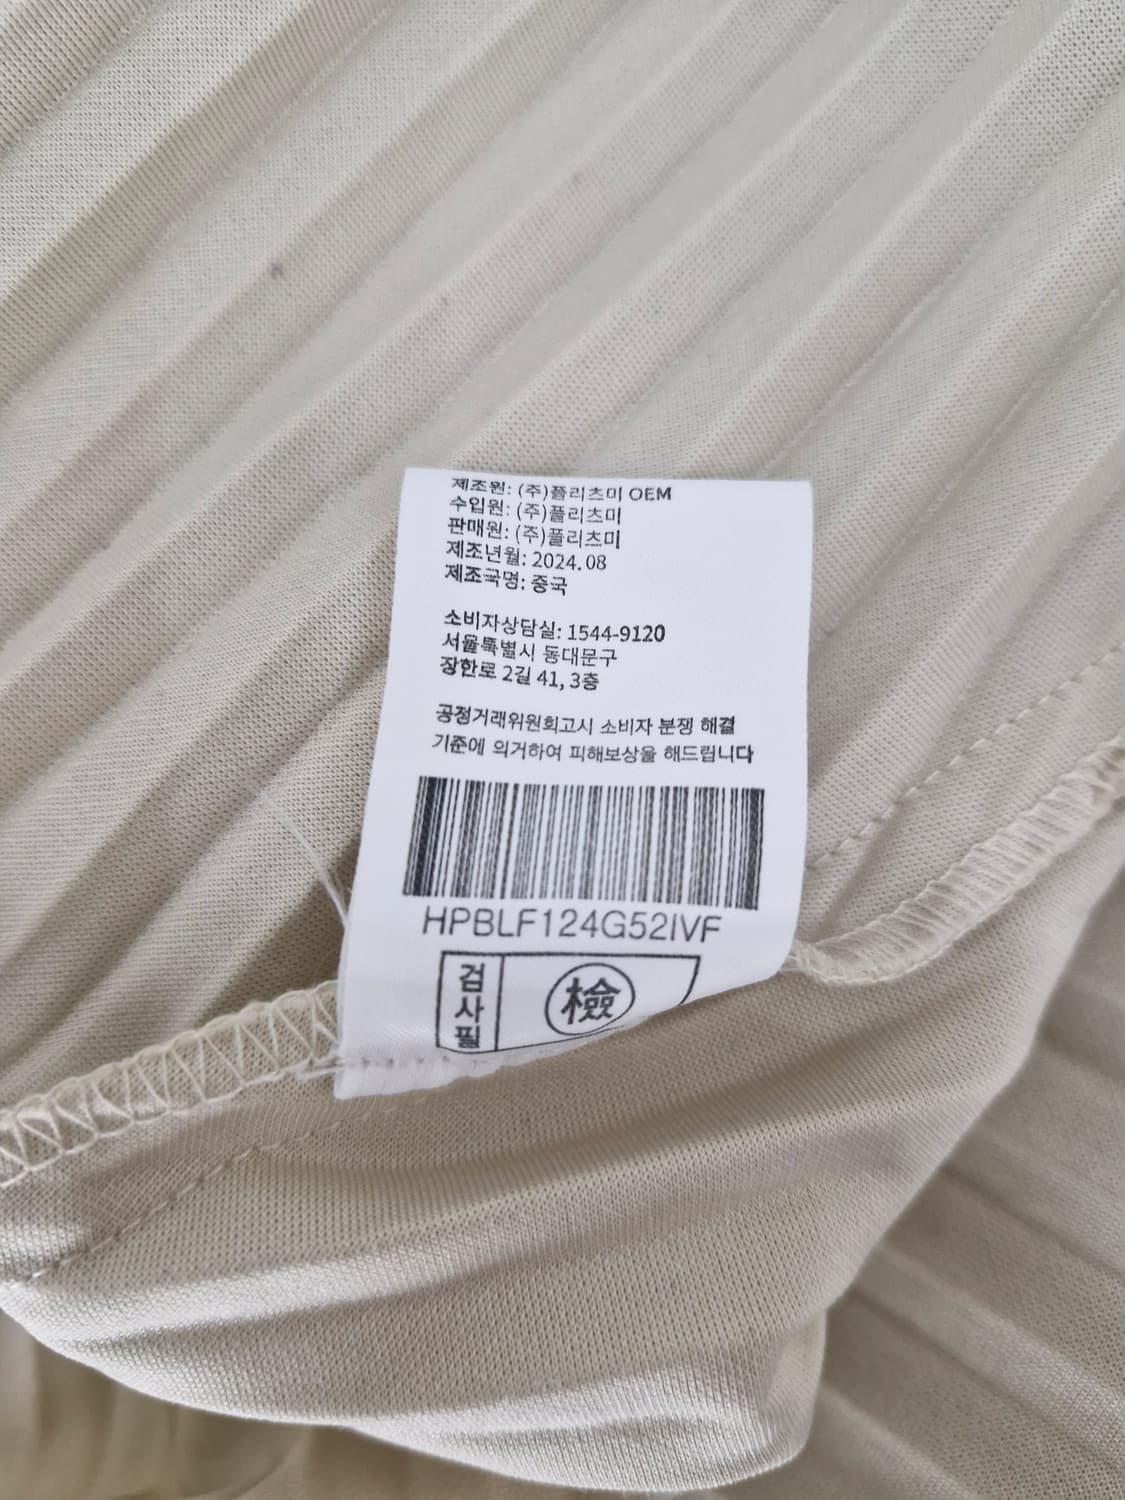 제조원: (주)플리츠미 OEM
수입원: (주)플리츠미
판매원: (주)플리츠미
제조년월: 2024.08
제조국명: 중국
소비자상담실: 1544-9120
서울특별시 동대문구
장한로 2길 41, 3층
공정거래위원회고시 소비자 분쟁 해결
기준에 의거하여 피해보상을 해드립니다
HPBLF124G52IVF
검사필
檢